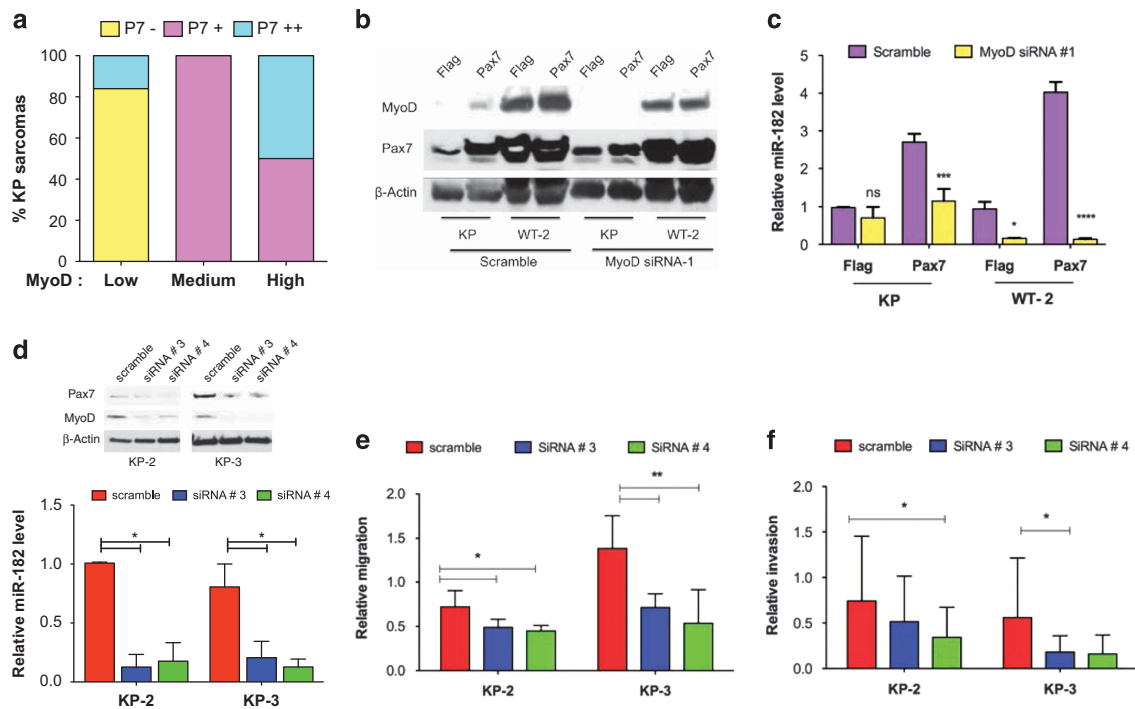 a
P7 - P7 + P7 ++
% KP sarcomas
100
80
60
40
20
0
MyoD : Low Medium High
b
Flag Pax7 Flag Pax7 Flag Pax7 Flag Pax7
MyoD
Pax7
β-Actin
KP WT-2 KP WT-2
Scramble MyoD siRNA-1
c
Scramble MyoD siRNA #1
Relative miR-182 level
5
4
3
2
1
0
ns *** * ****
Flag Pax7 Flag Pax7
KP WT- 2
d
scramble siRNA # 3 siRNA # 4 scramble siRNA # 3 siRNA # 4
Pax7
MyoD
β-Actin
KP-2 KP-3
scramble siRNA # 3 siRNA # 4
Relative miR-182 level
1.5
1.0
0.5
0.0
* *
KP-2 KP-3
e
scramble SiRNA # 3 SiRNA # 4
Relative migration
2.0
1.5
1.0
0.5
0.0
* **
KP-2 KP-3
f
scramble SiRNA # 3 SiRNA # 4
Relative invasion
2.0
1.5
1.0
0.5
0.0
* *
KP-2 KP-3